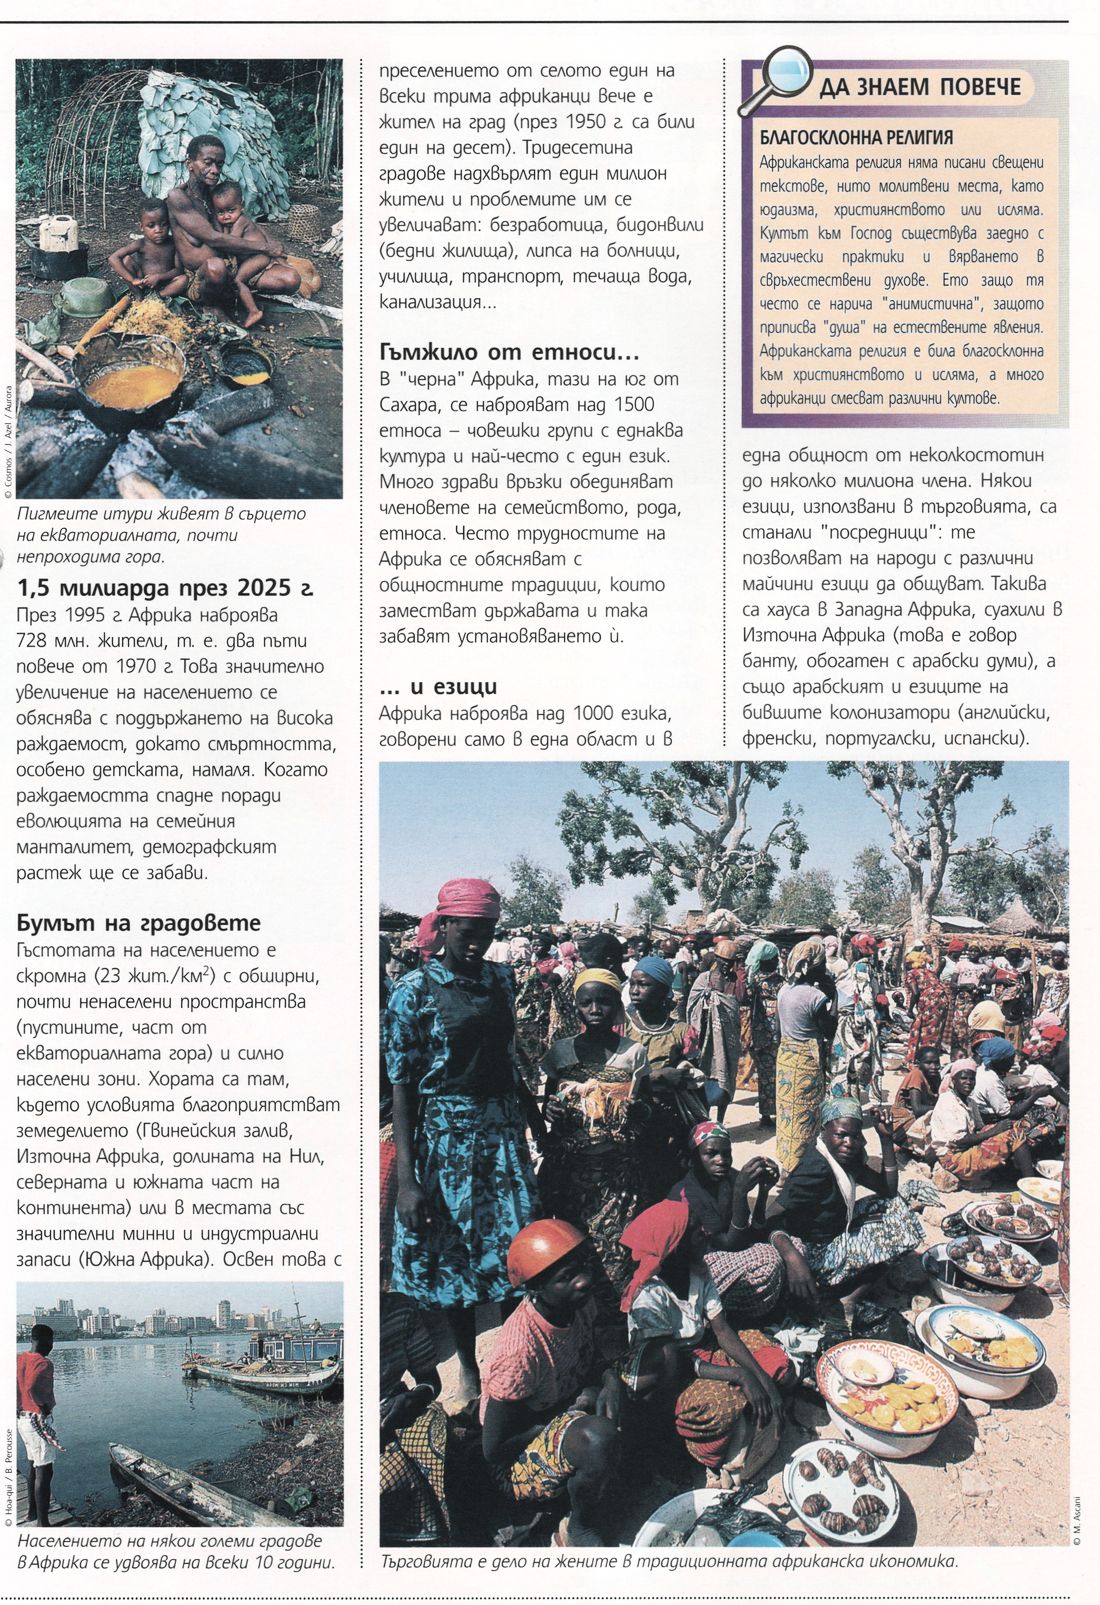 © Cosmos / J. Azel / Aurora
Пигмеите итури живеят в сърцето
на екваториалната, почти
непроходима гора.
1,5 милиарда през 2025 г.
През 1995 г. Африка наброява
728 млн. жители, т. е. два пъти
повече от 1970 г. Това значително
увеличение на населението се
обяснява с поддържането на висока
раждаемост, докато смъртността,
особено детската, намаля. Когато
раждаемостта спадне поради
еволюцията на семейния
манталитет, демографският
растеж ще се забави.
Бумът на градовете
Гъстотата на населението е
скромна (23 жит./км²) с обширни,
почти ненаселени пространства
(пустините, част от
екваториалната гора) и силно
населени зони. Хората са там,
където условията благоприятстват
земеделието (Гвинейския залив,
Източна Африка, долината на Нил,
северната и южната част на
континента) или в местата със
значителни минни и индустриални
запаси (Южна Африка). Освен това с
© Hoa-qui / B. Perousse
Населението на някои големи градове
в Африка се удвоява на всеки 10 години.
преселението от селото един на
всеки трима африканци вече е
жител на град (през 1950 г. са били
един на десет). Тридесетина
градове надхвърлят един милион
жители и проблемите им се
увеличават: безработица, бидонвили
(бедни жилища), липса на болници,
училища, транспорт, течаща вода,
канализация...
Гъмжило от етноси...
В "черна" Африка, тази на юг от
Сахара, се наброяват над 1500
етноса – човешки групи с еднаква
култура и най-често с един език.
Много здрави връзки обединяват
членовете на семейството, рода,
етноса. Често трудностите на
Африка се обясняват с
общностните традиции, които
заместват държавата и така
забавят установяването ѝ.
... и езици
Африка наброява над 1000 езика,
говорени само в една област и в
ДА ЗНАЕМ ПОВЕЧЕ
БЛАГОСКЛОННА РЕЛИГИЯ
Африканската религия няма писани свещени
текстове, нито молитвени места, като
юдаизма, християнството или исляма.
Култът към Господ съществува заедно с
магически практики и вярването в
свръхестествени духове. Ето защо тя
често се нарича "анимистична", защото
приписва "душа" на естествените явления.
Африканската религия е била благосклонна
към християнството и исляма, а много
африканци смесват различни култове.
една общност от неколкостотин
до няколко милиона члена. Някои
езици, използвани в търговията, са
станали "посредници": те
позволяват на народи с различни
майчини езици да общуват. Такива
са хауса в Западна Африка, суахили в
Източна Африка (това е говор
банту, обогатен с арабски думи), а
също арабският и езиците на
бившите колонизатори (английски,
френски, португалски, испански).
© M. Ascani
Търговията е дело на жените в традиционната африканска икономика.